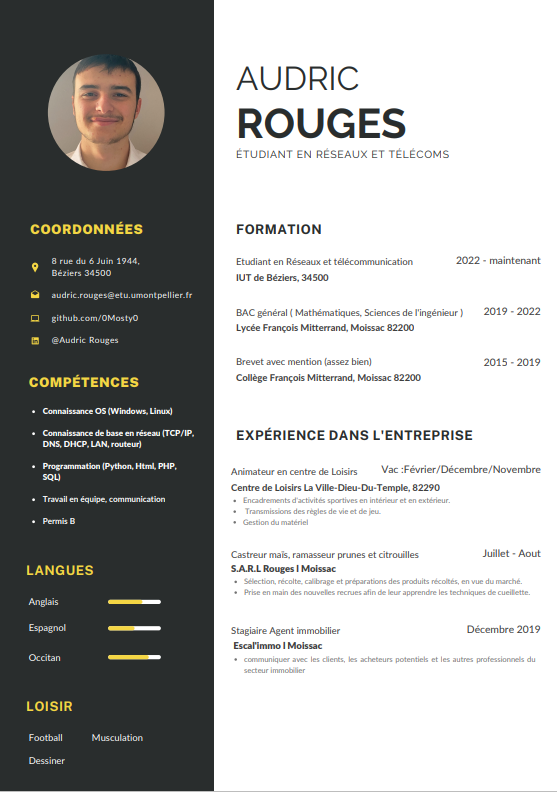 AUDRIC
ROUGES
ÉTUDIANT EN RÉSEAUX ET TÉLÉCOMS
COORDONNÉES
8 rue du 6 Juin 1944,
Béziers 34500
audric.rouges@etu.umontpellier.fr
github.com/0Mosty0
@Audric Rouges
COMPÉTENCES
Connaissance OS (Windows, Linux)
Connaissance de base en réseau (TCP/IP,
DNS, DHCP, LAN, routeur)
Programmation (Python, Html, PHP,
SQL)
Travail en équipe, communication
Permis B
LANGUES
Anglais
Espagnol
Occitan
LOISIR
Football Musculation
Dessiner
FORMATION
Etudiant en Réseaux et télécommunication 2022 - maintenant
IUT de Béziers, 34500
BAC général ( Mathématiques, Sciences de l'ingénieur ) 2019 - 2022
Lycée François Mitterrand, Moissac 82200
Brevet avec mention (assez bien) 2015 - 2019
Collège François Mitterrand, Moissac 82200
EXPÉRIENCE DANS L'ENTREPRISE
Animateur en centre de Loisirs Vac :Février/Décembre/Novembre
Centre de Loisirs La Ville-Dieu-Du-Temple, 82290
Encadrements d'activités sportives en intérieur et en extérieur.
Transmissions des règles de vie et de jeu.
Gestion du matériel
Castreur maïs, ramasseur prunes et citrouilles Juillet - Aout
S.A.R.L Rouges l Moissac
Sélection, récolte, calibrage et préparations des produits récoltés, en vue du marché.
Prise en main des nouvelles recrues afin de leur apprendre les techniques de cueillette.
Stagiaire Agent immobilier Décembre 2019
Escal'immo l Moissac
communiquer avec les clients, les acheteurs potentiels et les autres professionnels du
secteur immobilier